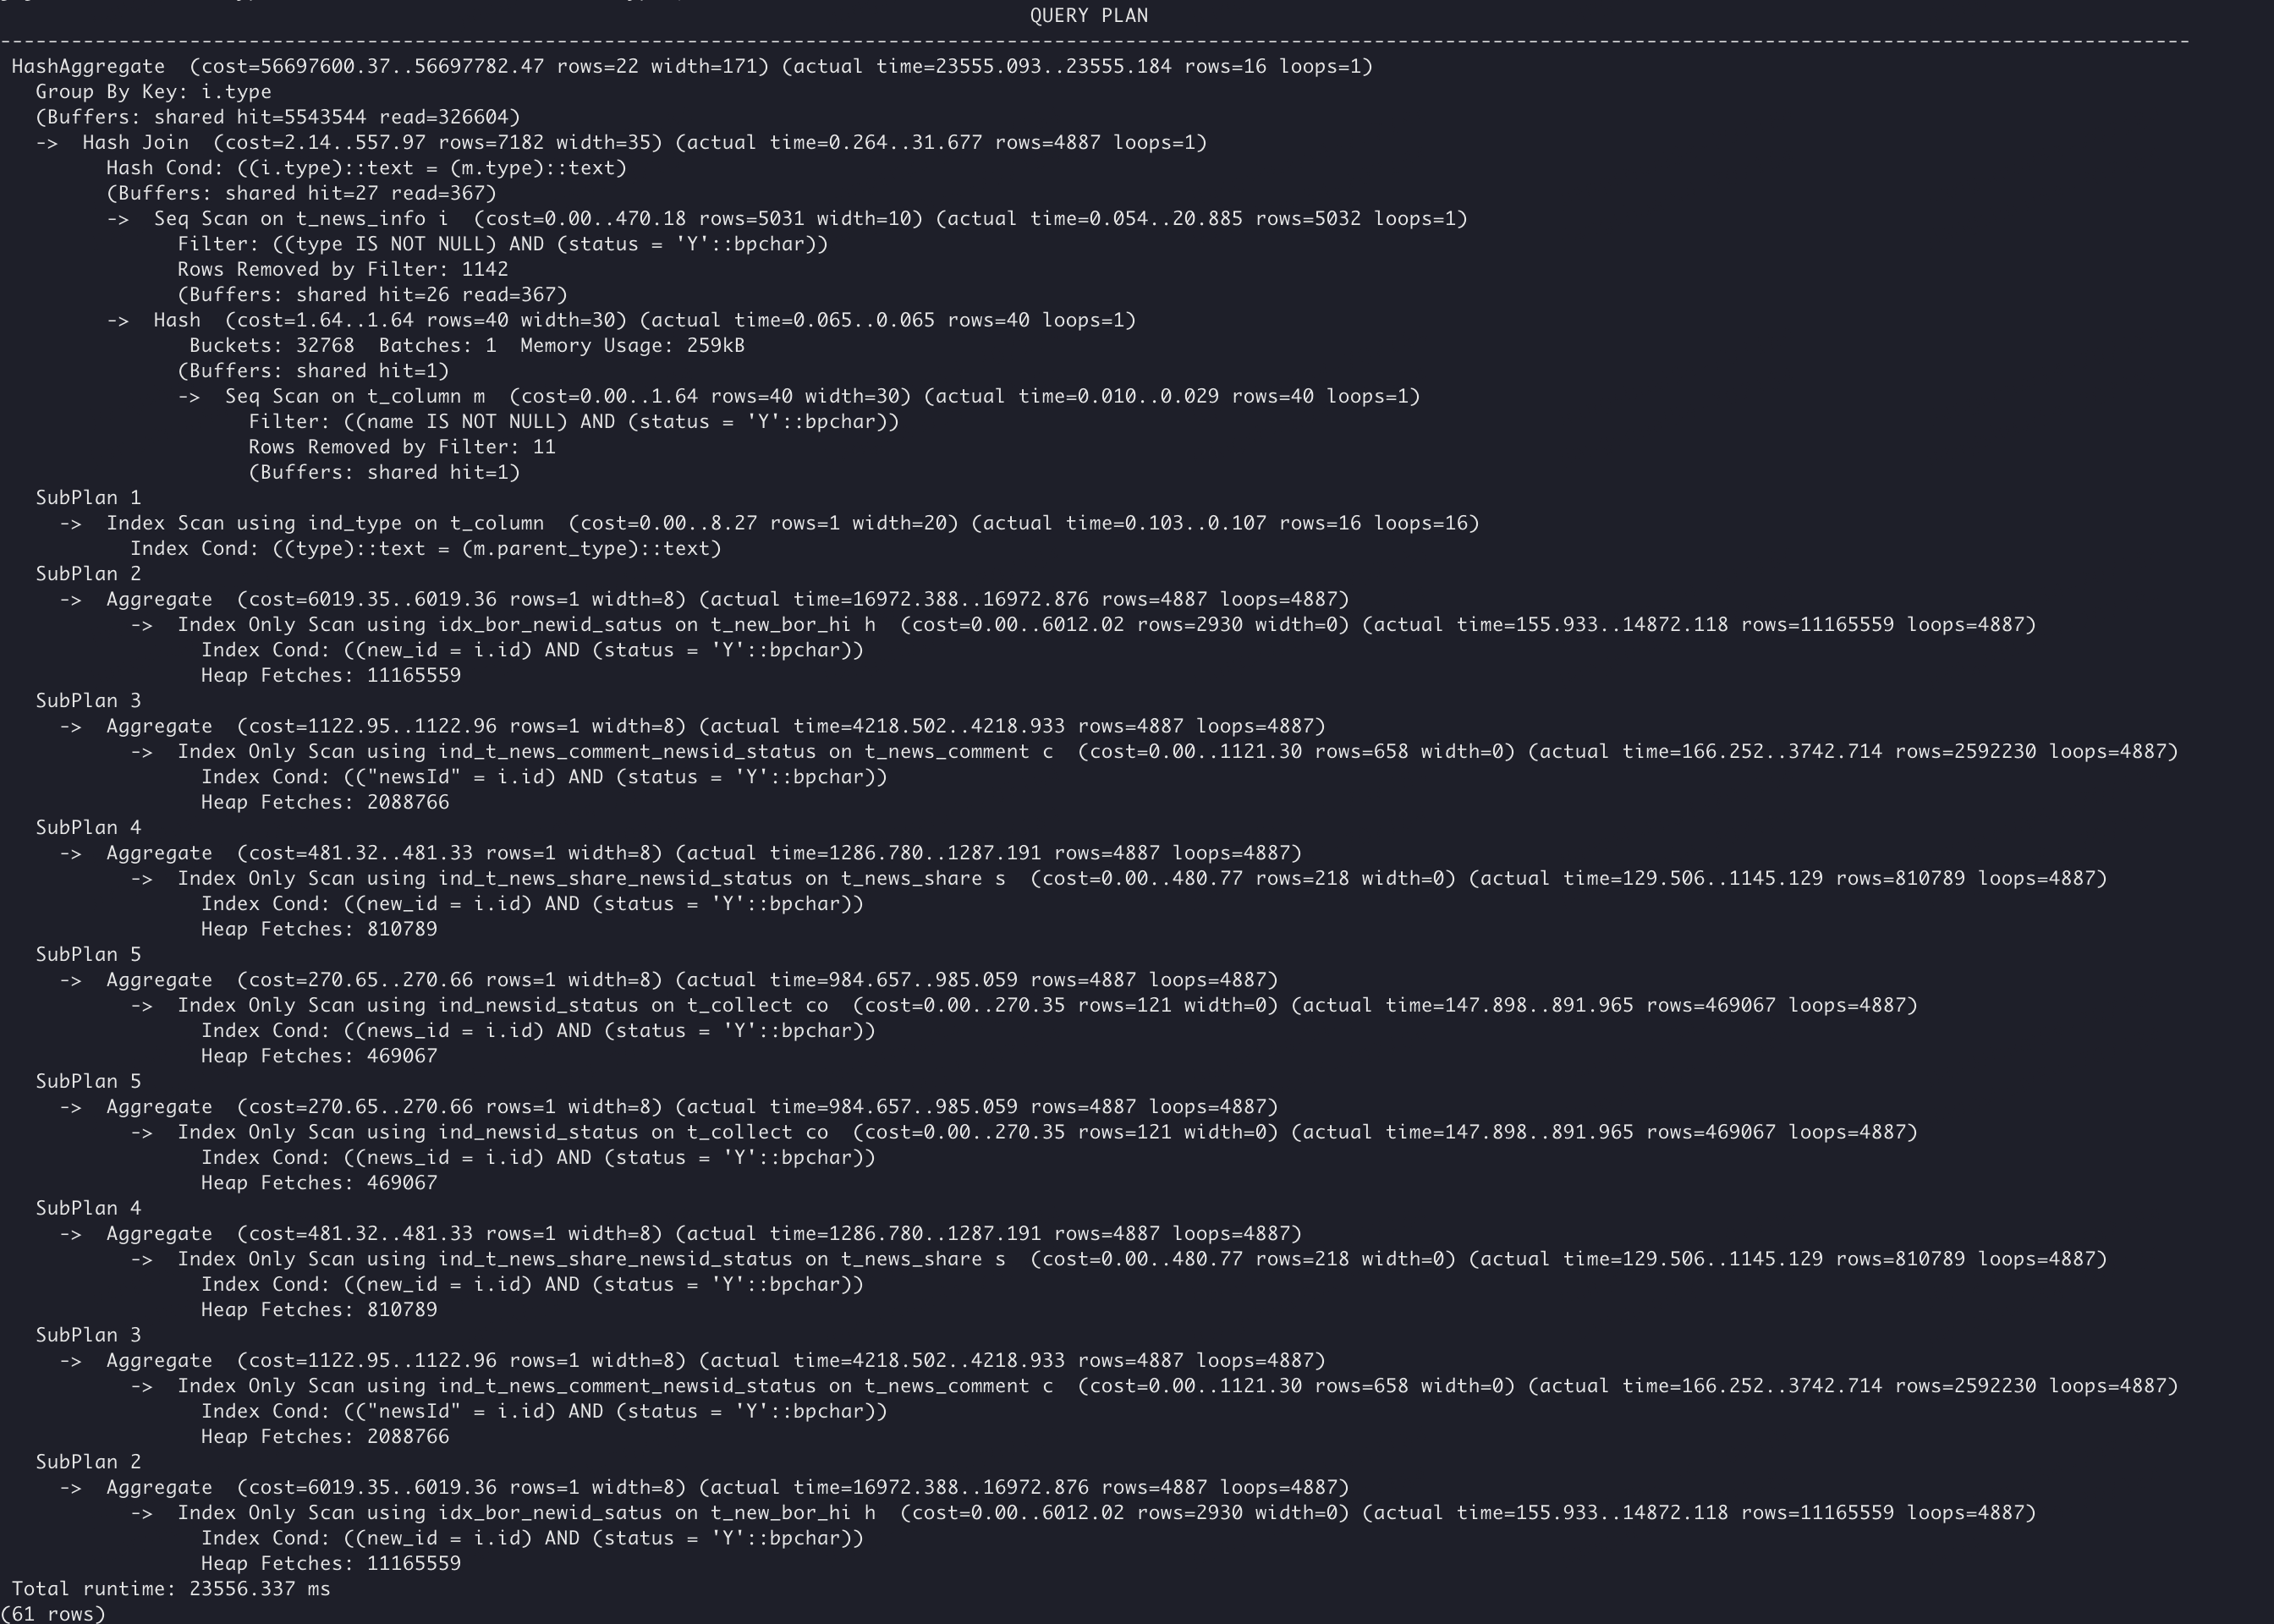 QUERY PLAN
--------------------------------------------------------------------------------------------------------------------------------------------------------------------------------------------
HashAggregate  (cost=56697600.37..56697782.47 rows=22 width=171) (actual time=23555.093..23555.184 rows=16 loops=1)
Group By Key: i.type
(Buffers: shared hit=5543544 read=326604)
->  Hash Join  (cost=2.14..557.97 rows=7182 width=35) (actual time=0.264..31.677 rows=4887 loops=1)
Hash Cond: ((i.type)::text = (m.type)::text)
(Buffers: shared hit=27 read=367)
->  Seq Scan on t_news_info i  (cost=0.00..470.18 rows=5031 width=10) (actual time=0.054..20.885 rows=5032 loops=1)
Filter: ((type IS NOT NULL) AND (status = 'Y'::bpchar))
Rows Removed by Filter: 1142
(Buffers: shared hit=26 read=367)
->  Hash  (cost=1.64..1.64 rows=40 width=30) (actual time=0.065..0.065 rows=40 loops=1)
Buckets: 32768  Batches: 1  Memory Usage: 259kB
(Buffers: shared hit=1)
->  Seq Scan on t_column m  (cost=0.00..1.64 rows=40 width=30) (actual time=0.010..0.029 rows=40 loops=1)
Filter: ((name IS NOT NULL) AND (status = 'Y'::bpchar))
Rows Removed by Filter: 11
(Buffers: shared hit=1)
SubPlan 1
->  Index Scan using ind_type on t_column  (cost=0.00..8.27 rows=1 width=20) (actual time=0.103..0.107 rows=16 loops=16)
Index Cond: ((type)::text = (m.parent_type)::text)
SubPlan 2
->  Aggregate  (cost=6019.35..6019.36 rows=1 width=8) (actual time=16972.388..16972.876 rows=4887 loops=4887)
->  Index Only Scan using idx_bor_newid_satus on t_new_bor_hi h  (cost=0.00..6012.02 rows=2930 width=0) (actual time=155.933..14872.118 rows=11165559 loops=4887)
Index Cond: ((new_id = i.id) AND (status = 'Y'::bpchar))
Heap Fetches: 11165559
SubPlan 3
->  Aggregate  (cost=1122.95..1122.96 rows=1 width=8) (actual time=4218.502..4218.933 rows=4887 loops=4887)
->  Index Only Scan using ind_t_news_comment_newsid_status on t_news_comment c  (cost=0.00..1121.30 rows=658 width=0) (actual time=166.252..3742.714 rows=2592230 loops=4887)
Index Cond: (("newsId" = i.id) AND (status = 'Y'::bpchar))
Heap Fetches: 2088766
SubPlan 4
->  Aggregate  (cost=481.32..481.33 rows=1 width=8) (actual time=1286.780..1287.191 rows=4887 loops=4887)
->  Index Only Scan using ind_t_news_share_newsid_status on t_news_share s  (cost=0.00..480.77 rows=218 width=0) (actual time=129.506..1145.129 rows=810789 loops=4887)
Index Cond: ((new_id = i.id) AND (status = 'Y'::bpchar))
Heap Fetches: 810789
SubPlan 5
->  Aggregate  (cost=270.65..270.66 rows=1 width=8) (actual time=984.657..985.059 rows=4887 loops=4887)
->  Index Only Scan using ind_newsid_status on t_collect co  (cost=0.00..270.35 rows=121 width=0) (actual time=147.898..891.965 rows=469067 loops=4887)
Index Cond: ((news_id = i.id) AND (status = 'Y'::bpchar))
Heap Fetches: 469067
SubPlan 5
->  Aggregate  (cost=270.65..270.66 rows=1 width=8) (actual time=984.657..985.059 rows=4887 loops=4887)
->  Index Only Scan using ind_newsid_status on t_collect co  (cost=0.00..270.35 rows=121 width=0) (actual time=147.898..891.965 rows=469067 loops=4887)
Index Cond: ((news_id = i.id) AND (status = 'Y'::bpchar))
Heap Fetches: 469067
SubPlan 4
->  Aggregate  (cost=481.32..481.33 rows=1 width=8) (actual time=1286.780..1287.191 rows=4887 loops=4887)
->  Index Only Scan using ind_t_news_share_newsid_status on t_news_share s  (cost=0.00..480.77 rows=218 width=0) (actual time=129.506..1145.129 rows=810789 loops=4887)
Index Cond: ((new_id = i.id) AND (status = 'Y'::bpchar))
Heap Fetches: 810789
SubPlan 3
->  Aggregate  (cost=1122.95..1122.96 rows=1 width=8) (actual time=4218.502..4218.933 rows=4887 loops=4887)
->  Index Only Scan using ind_t_news_comment_newsid_status on t_news_comment c  (cost=0.00..1121.30 rows=658 width=0) (actual time=166.252..3742.714 rows=2592230 loops=4887)
Index Cond: (("newsId" = i.id) AND (status = 'Y'::bpchar))
Heap Fetches: 2088766
SubPlan 2
->  Aggregate  (cost=6019.35..6019.36 rows=1 width=8) (actual time=16972.388..16972.876 rows=4887 loops=4887)
->  Index Only Scan using idx_bor_newid_satus on t_new_bor_hi h  (cost=0.00..6012.02 rows=2930 width=0) (actual time=155.933..14872.118 rows=11165559 loops=4887)
Index Cond: ((new_id = i.id) AND (status = 'Y'::bpchar))
Heap Fetches: 11165559
Total runtime: 23556.337 ms
(61 rows)